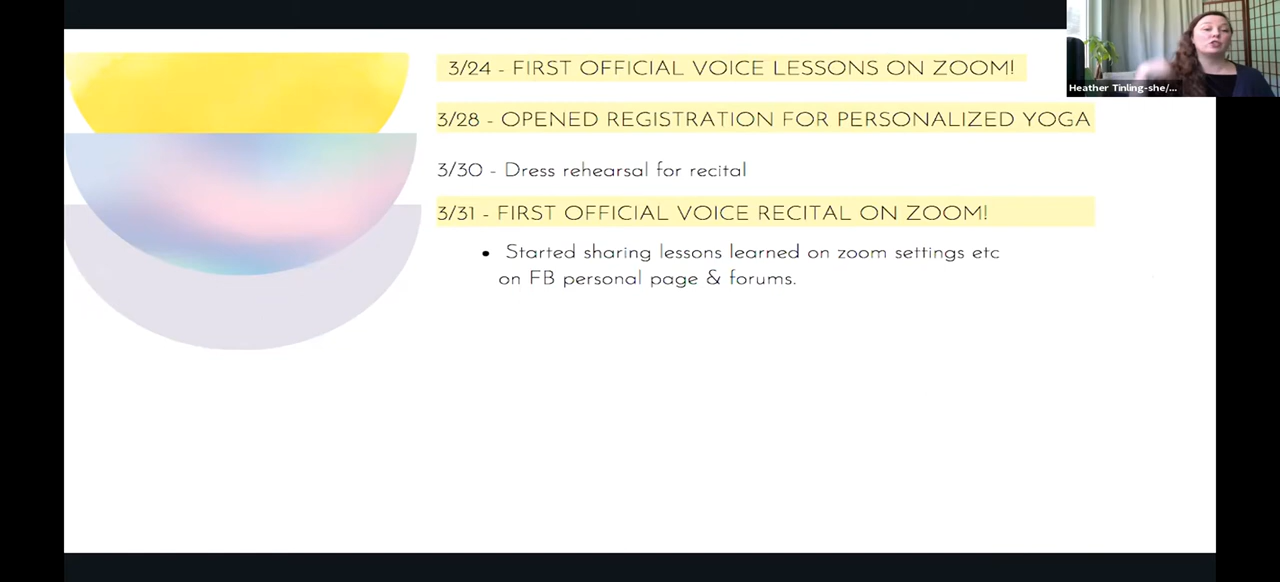 3/24 - FIRST OFFICIAL VOICE LESSONS ON ZOOM!
3/28 - OPENED REGISTRATION FOR PERSONALIZED YOGA
3/30 - Dress rehearsal for recital
3/31 - FIRST OFFICIAL VOICE RECITAL ON ZOOM!
• Started sharing lessons learned on zoom settings etc
on FB personal page & forums.
Heather Tinling-she/...